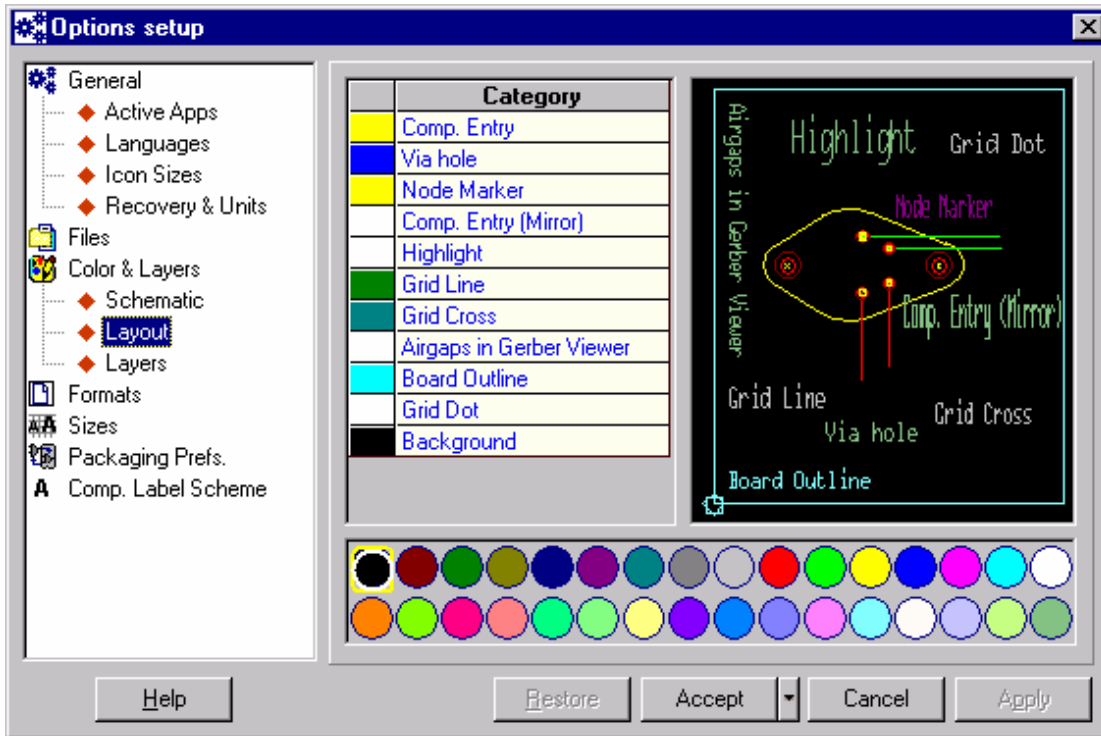 Options setup
General
Active Apps
Languages
Icon Sizes
Recovery & Units
Files
Color & Layers
Schematic
Layout
Layers
Formats
Sizes
Packaging Prefs.
A Comp. Label Scheme
Category
Comp. Entry
Via hole
Node Marker
Comp. Entry (Mirror)
Highlight
Grid Line
Grid Cross
Airgaps in Gerber Viewer
Board Outline
Grid Dot
Background
Airgaps in Gerber Viewer
Highlight
Grid Dot
Node Marker
Comp. Entry (Mirror)
Grid Line
Grid Cross
Via hole
Board Outline
Help
Restore
Accept
Cancel
Apply